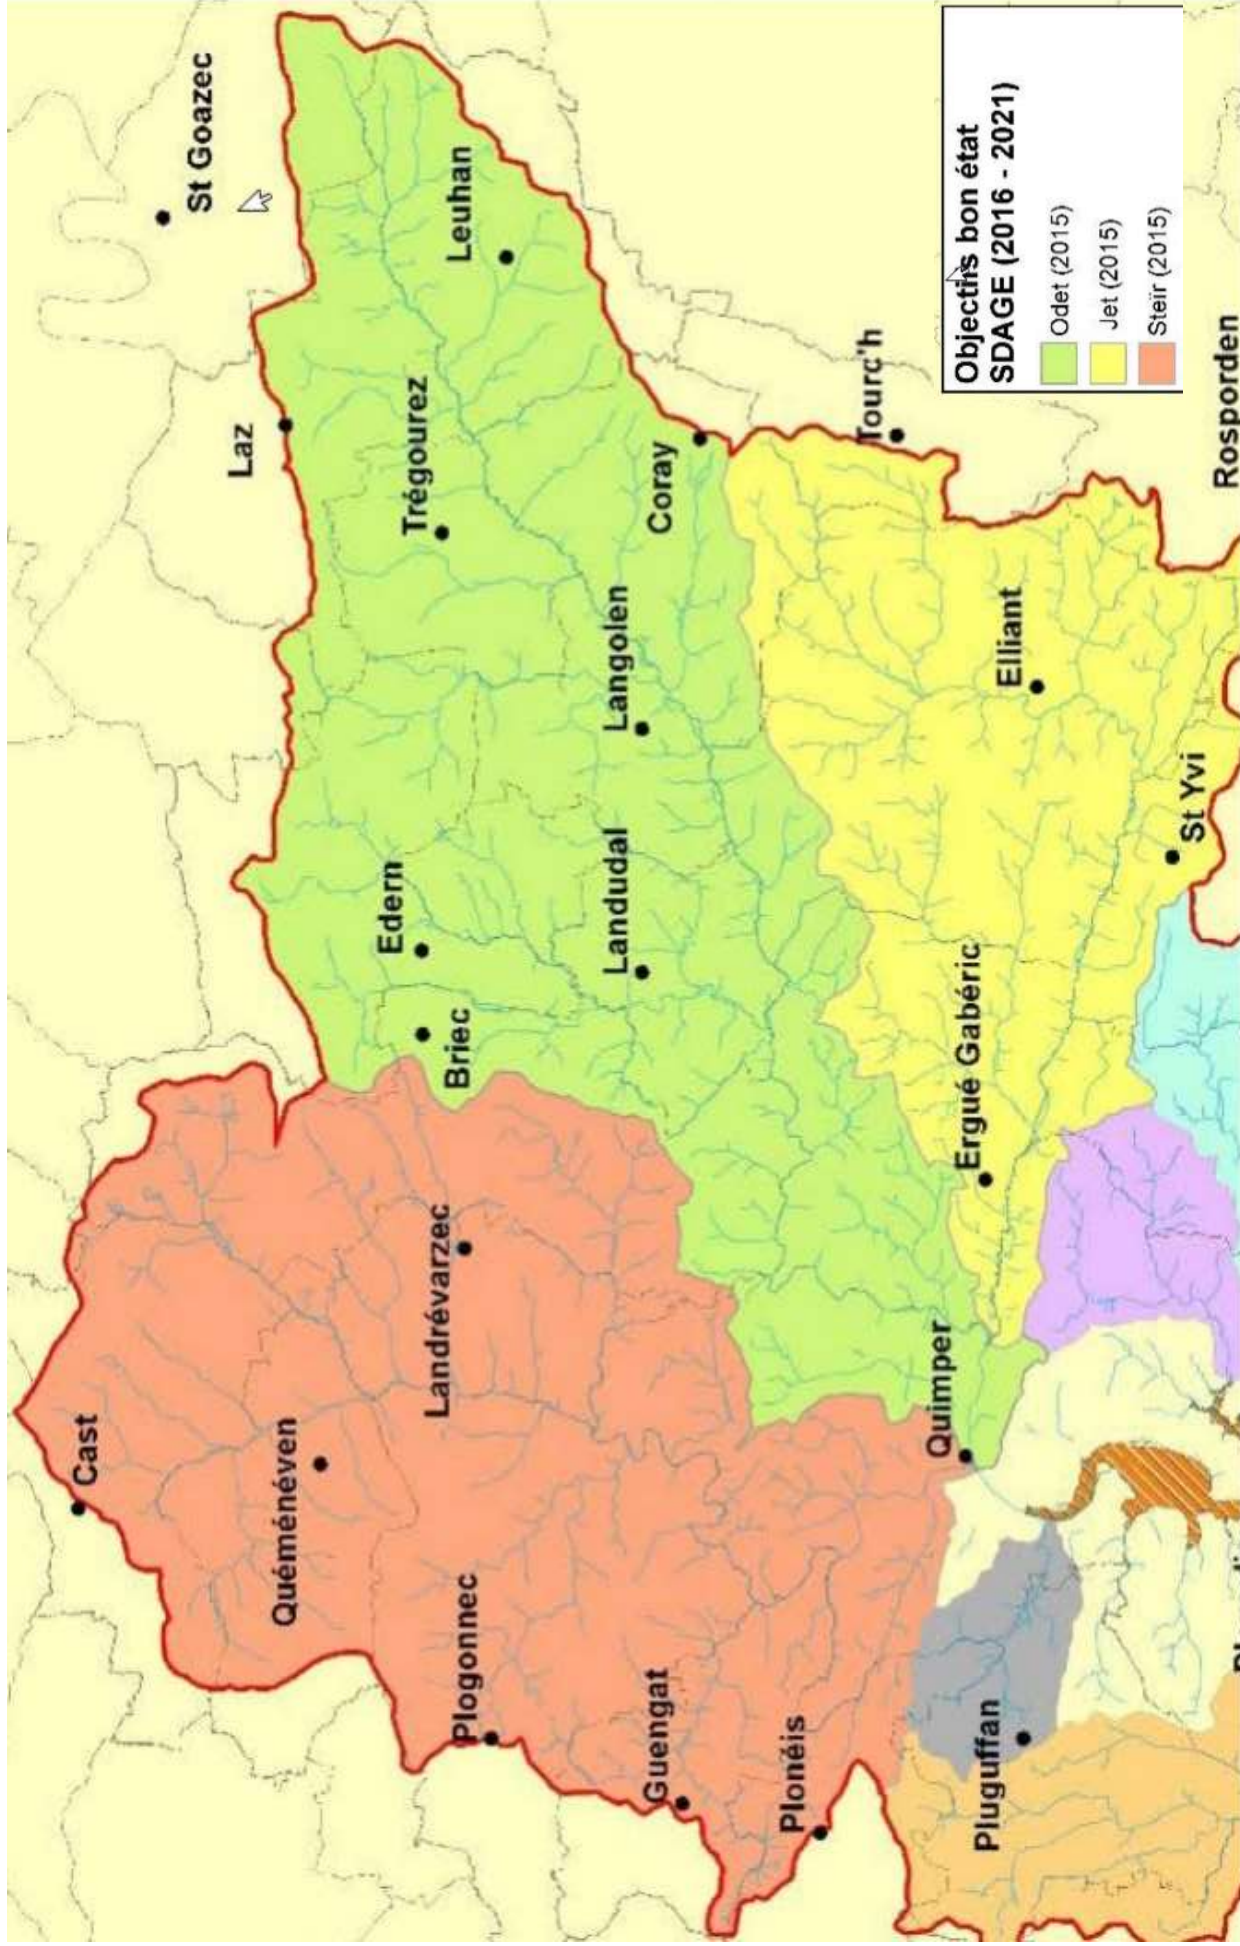 Cast
St Goazec
Laz
Quéménéven
Edern
Trégourez
Landrévarzec
Briec
Leuhan
Plogonnec
Landudal
Langolen
Guengat
Coray
Plonéis
Tourc'h
Quimper
Ergué Gabéric
Pluguffan
Elliant
Objectifs bon état
SDAGE (2016 - 2021)
Odet (2015)
Jet (2015)
Steïr (2015)
St Yvi
Rosporden